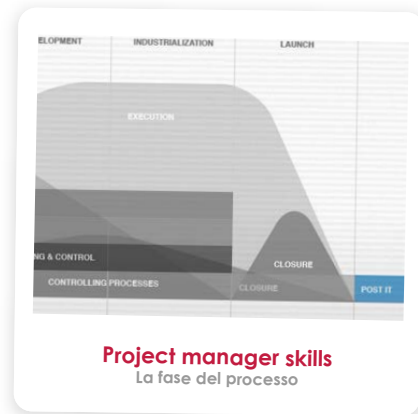 ELOPMENT
INDUSTRIALIZATION
LAUNCH
EXECUTION
NG & CONTROL
CLOSURE
CONTROLLING PROCESSES
CLOSURE
POST IT
Project manager skills
La fase del processo